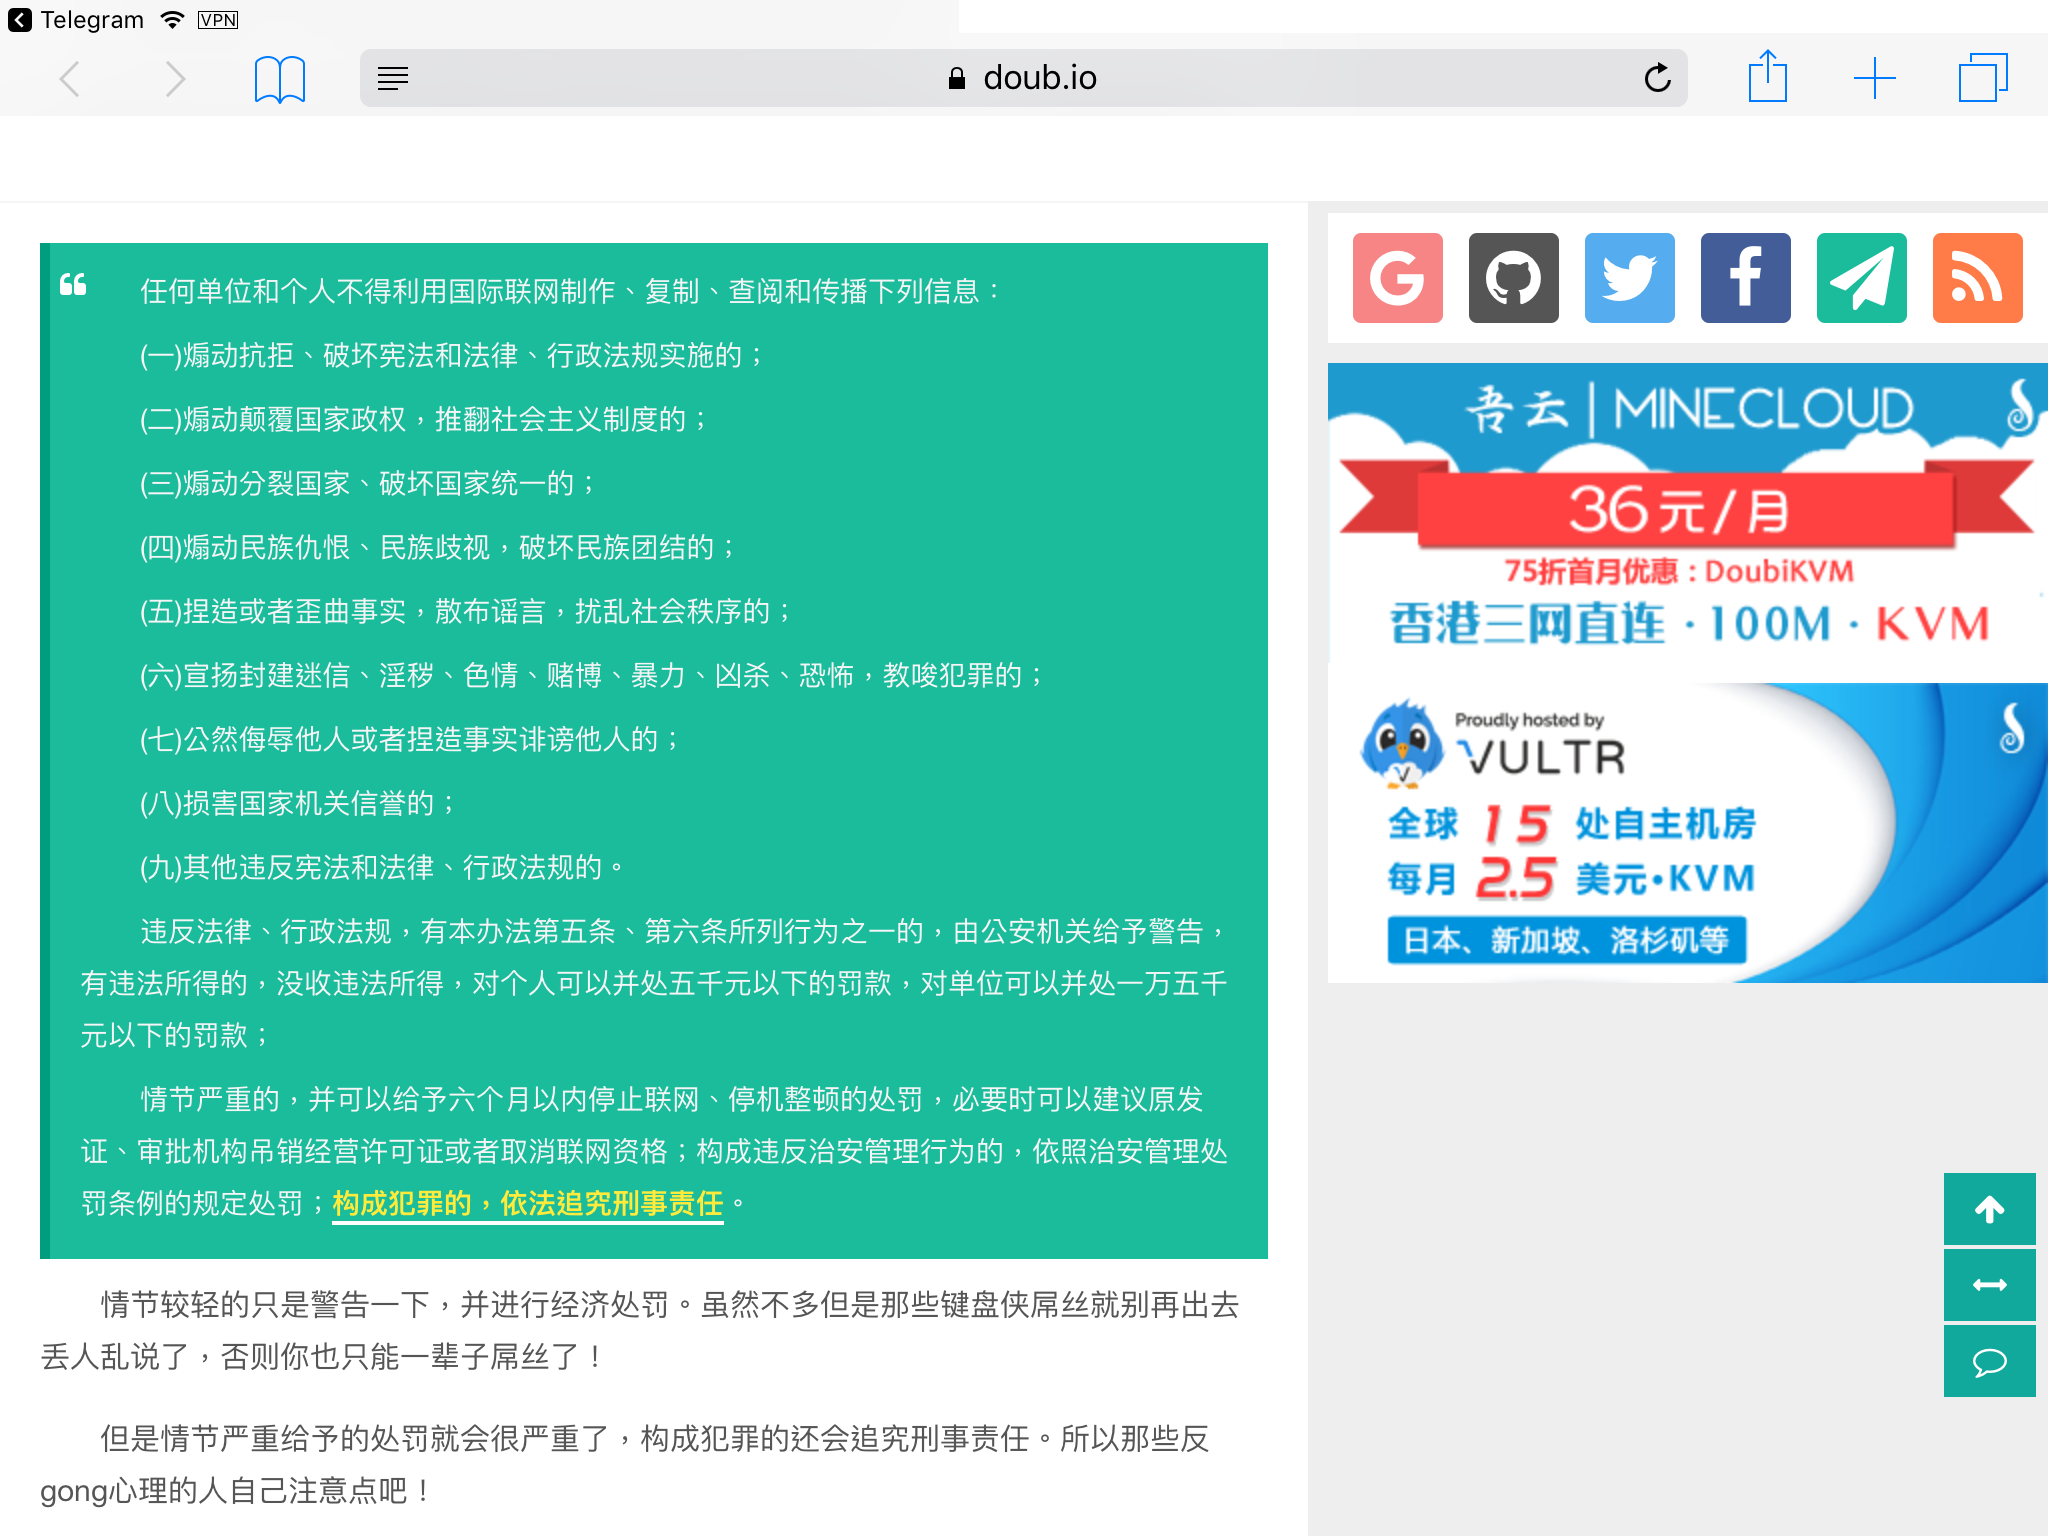 Telegram VPN
doub.io
任何单位和个人不得利用国际联网制作、复制、查阅和传播下列信息：
(一)煽动抗拒、破坏宪法和法律、行政法规实施的；
(二)煽动颠覆国家政权，推翻社会主义制度的；
(三)煽动分裂国家、破坏国家统一的；
(四)煽动民族仇恨、民族歧视，破坏民族团结的；
(五)捏造或者歪曲事实，散布谣言，扰乱社会秩序的；
(六)宣扬封建迷信、淫秽、色情、赌博、暴力、凶杀、恐怖，教唆犯罪的；
(七)公然侮辱他人或者捏造事实诽谤他人的；
(八)损害国家机关信誉的；
(九)其他违反宪法和法律、行政法规的。
违反法律、行政法规，有本办法第五条、第六条所列行为之一的，由公安机关给予警告，
有违法所得的，没收违法所得，对个人可以并处五千元以下的罚款，对单位可以并处一万五千
元以下的罚款；
情节严重的，并可以给予六个月以内停止联网、停机整顿的处罚，必要时可以建议原发
证、审批机构吊销经营许可证或者取消联网资格；构成违反治安管理行为的，依照治安管理处
罚条例的规定处罚；构成犯罪的，依法追究刑事责任。
情节较轻的只是警告一下，并进行经济处罚。虽然不多但是那些键盘侠屌丝就别再出去
丢人乱说了，否则你也只能一辈子屌丝了！
但是情节严重给予的处罚就会很严重了，构成犯罪的还会追究刑事责任。所以那些反
gong心理的人自己注意点吧！
吾云 | MINECLOUD
36元/月
75折首月优惠：DoubiKVM
香港三网直连 · 100M · KVM
Proudly hosted by
VULTR
全球 15 处自主机房
每月 2.5 美元•KVM
日本、新加坡、洛杉矶等